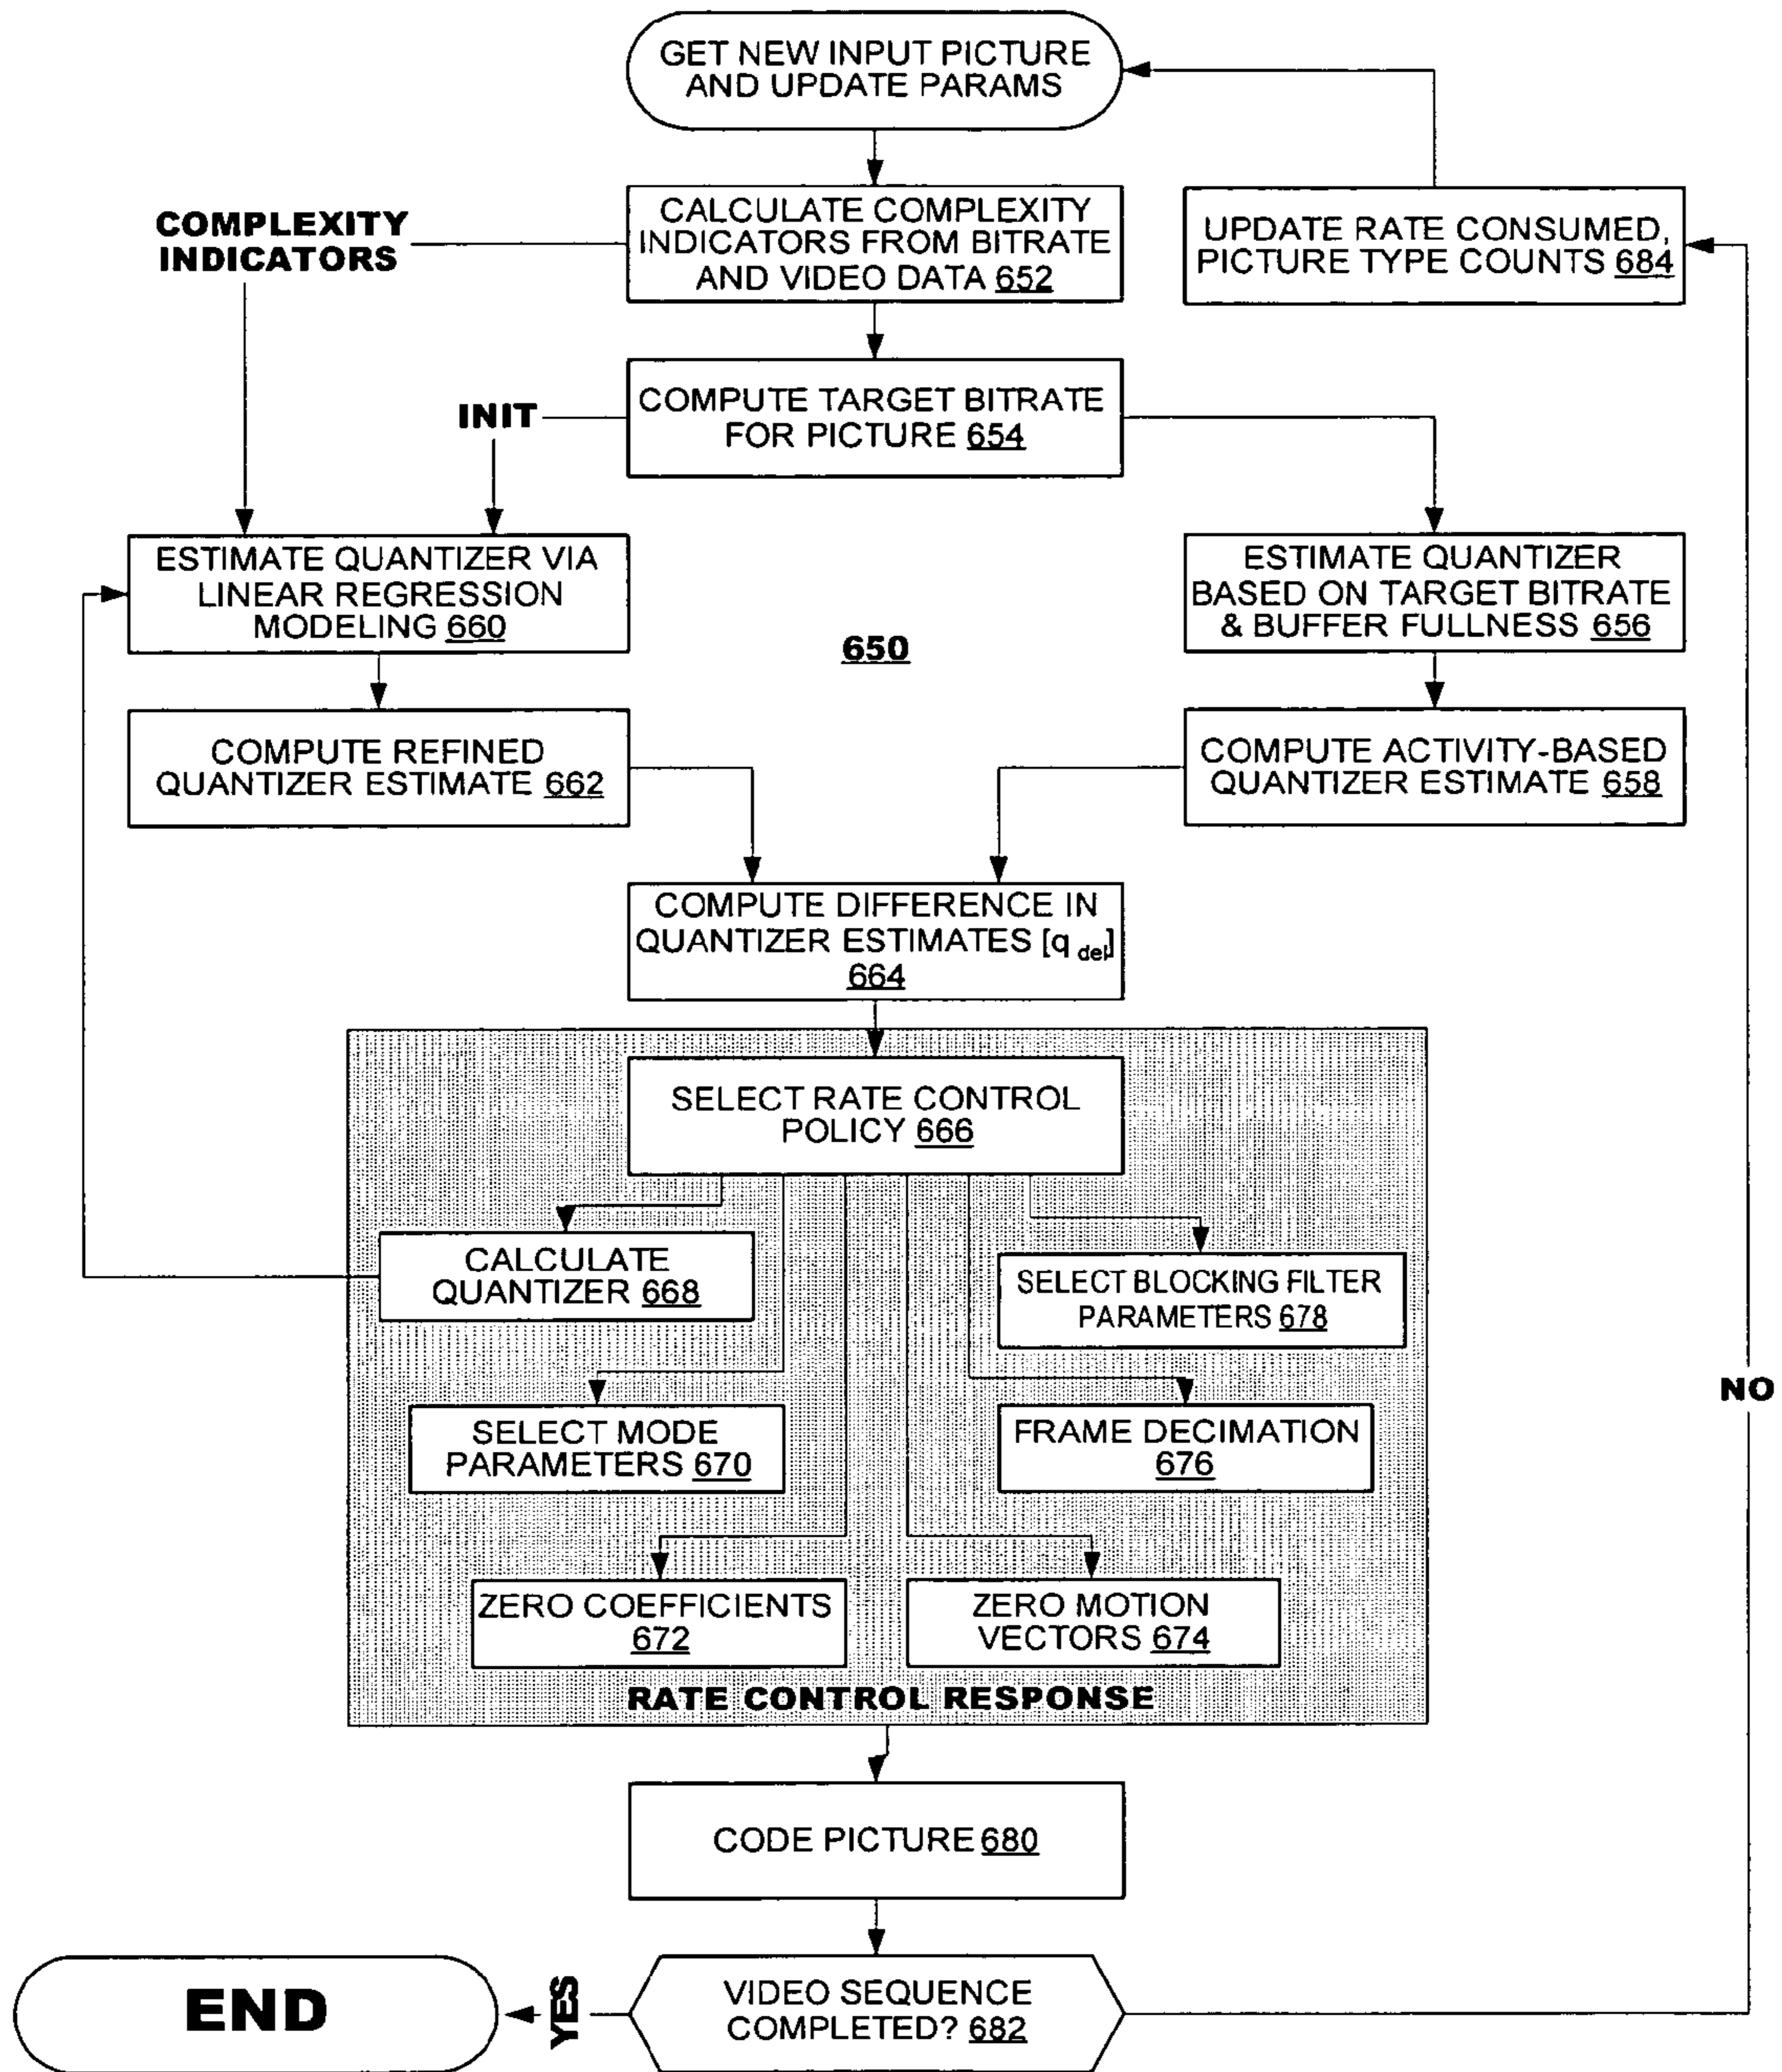 GET NEW INPUT PICTURE
AND UPDATE PARAMS
COMPLEXITY
INDICATORS
CALCULATE COMPLEXITY
INDICATORS FROM BITRATE
AND VIDEO DATA 652
UPDATE RATE CONSUMED,
PICTURE TYPE COUNTS 684
INIT
COMPUTE TARGET BITRATE
FOR PICTURE 654
ESTIMATE QUANTIZER VIA
LINEAR REGRESSION
MODELING 660
650
ESTIMATE QUANTIZER
BASED ON TARGET BITRATE
& BUFFER FULLNESS 656
COMPUTE REFINED
QUANTIZER ESTIMATE 662
COMPUTE ACTIVITY-BASED
QUANTIZER ESTIMATE 658
COMPUTE DIFFERENCE IN
QUANTIZER ESTIMATES [q del]
664
SELECT RATE CONTROL
POLICY 666
CALCULATE
QUANTIZER 668
SELECT BLOCKING FILTER
PARAMETERS 678
NO
SELECT MODE
PARAMETERS 670
FRAME DECIMATION
676
ZERO COEFFICIENTS
672
ZERO MOTION
VECTORS 674
RATE CONTROL RESPONSE
CODE PICTURE 680
END
YES
VIDEO SEQUENCE
COMPLETED? 682